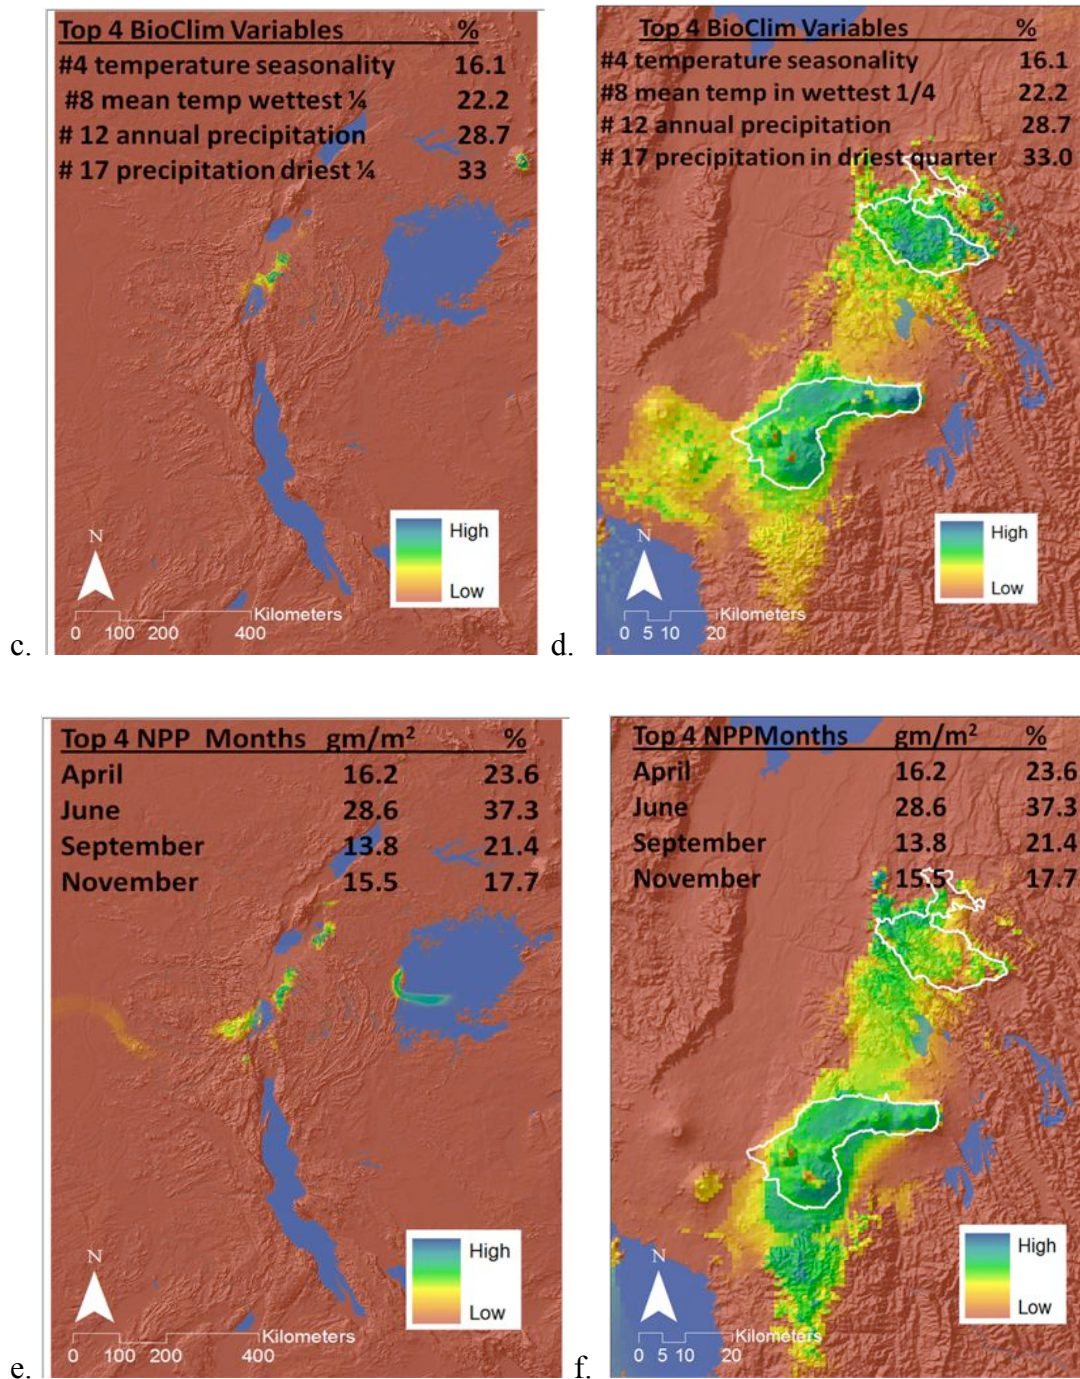 Top 4 BioClim Variables %
#4 temperature seasonality 16.1
#8 mean temp wettest ¼ 22.2
# 12 annual precipitation 28.7
# 17 precipitation driest ¼ 33
N
High
Low
Kilometers
0 100 200 400
c.
Top 4 BioClim Variables %
#4 temperature seasonality 16.1
#8 mean temp in wettest 1/4 22.2
# 12 annual precipitation 28.7
# 17 precipitation in driest quarter 33.0
N
High
Low
Kilometers
0 5 10 20
d.
Top 4 NPP Months gm/m² %
April 16.2 23.6
June 28.6 37.3
September 13.8 21.4
November 15.5 17.7
N
High
Low
Kilometers
0 100 200 400
e.
Top 4 NPPMonths gm/m² %
April 16.2 23.6
June 28.6 37.3
September 13.8 21.4
November 15.5 17.7
N
High
Low
Kilometers
0 5 10 20
f.